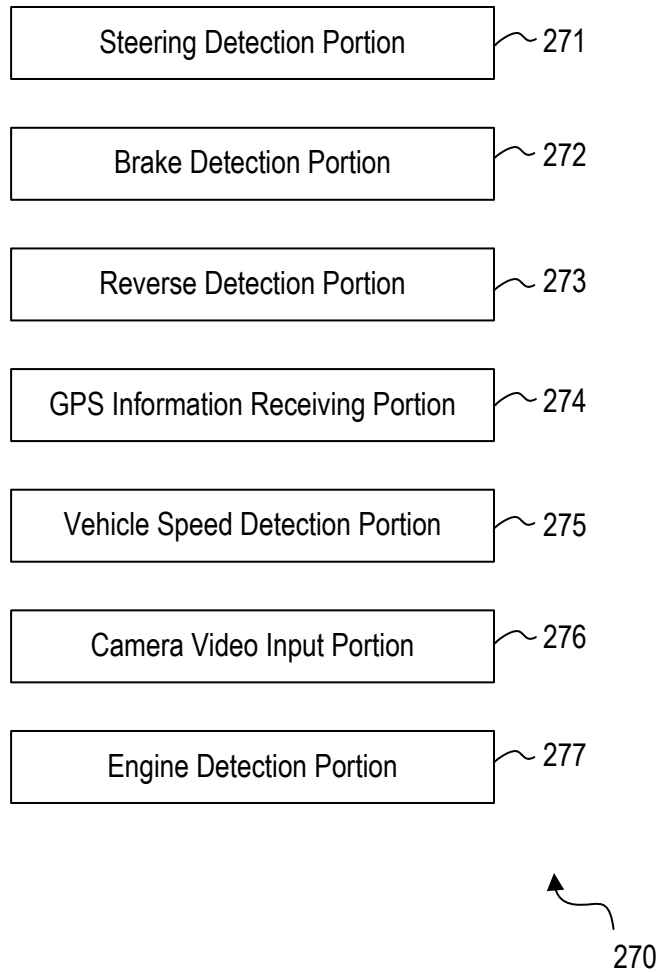 Steering Detection Portion 271
Brake Detection Portion 272
Reverse Detection Portion 273
GPS Information Receiving Portion 274
Vehicle Speed Detection Portion 275
Camera Video Input Portion 276
Engine Detection Portion 277
270